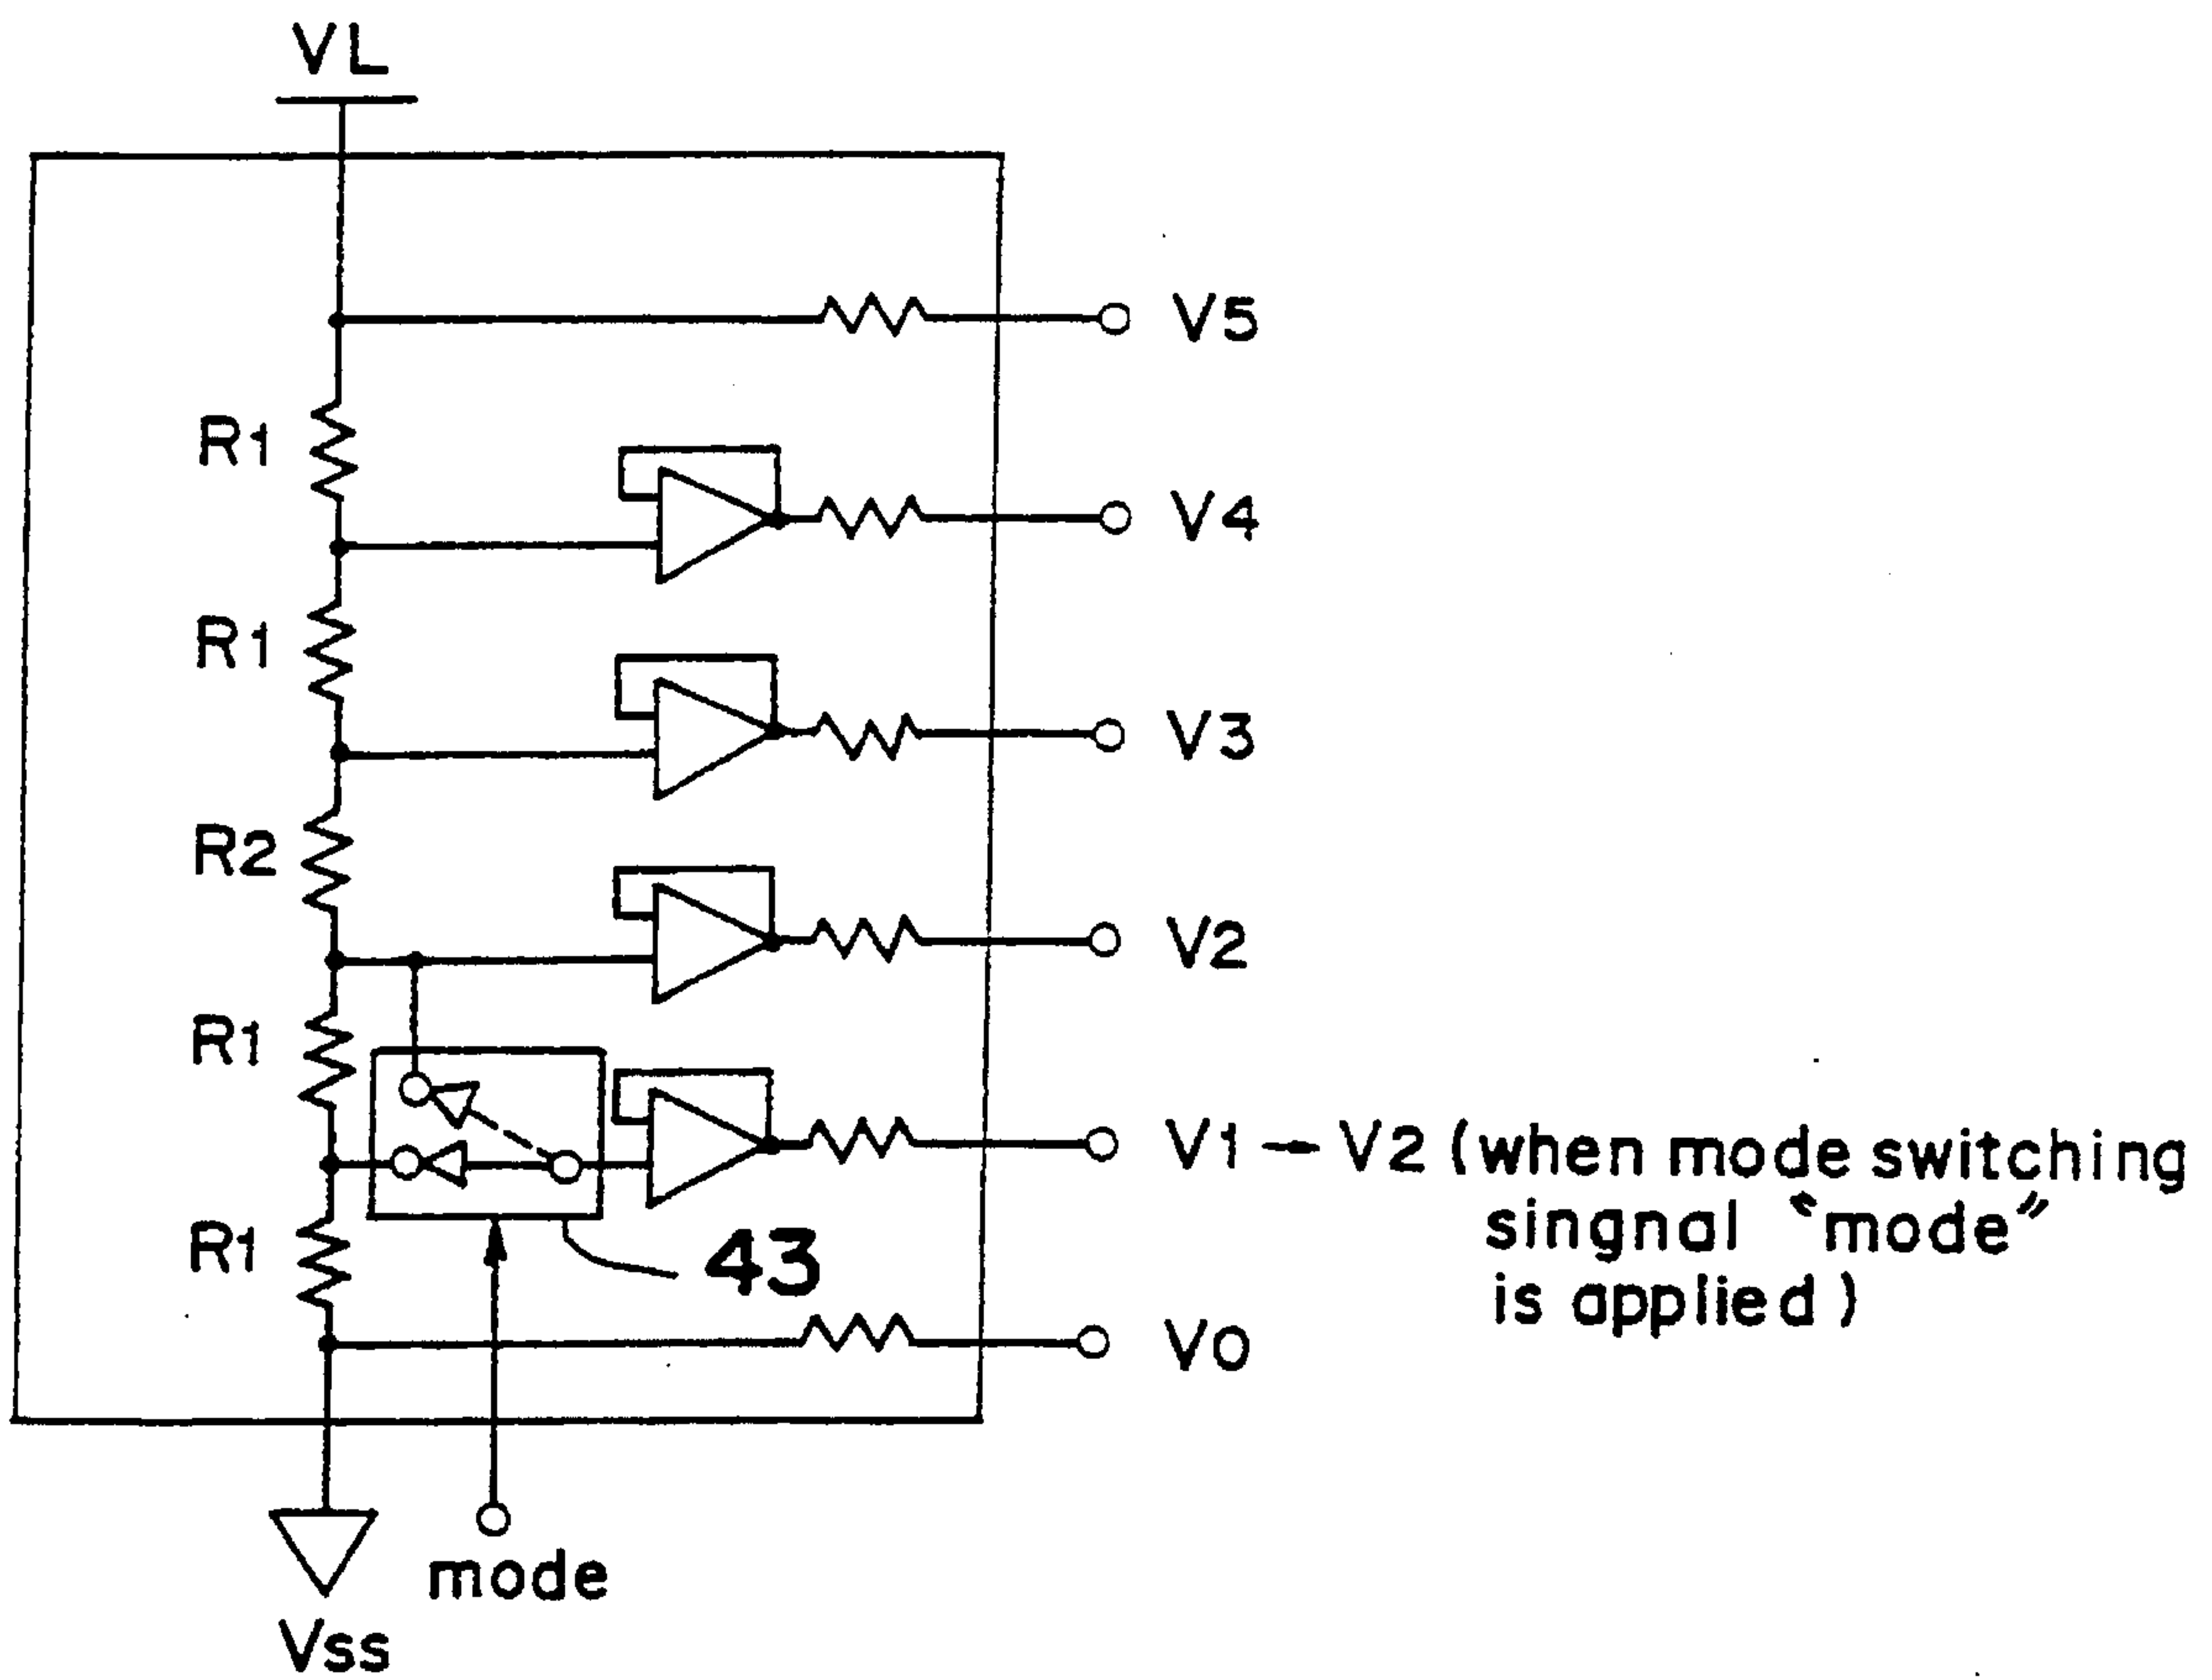 VL
V5
R1
V4
R1
V3
R2
V2
R1
V1 — V2 (when mode switching
singnal "mode"
is applied)
R1
43
V0
mode
Vss